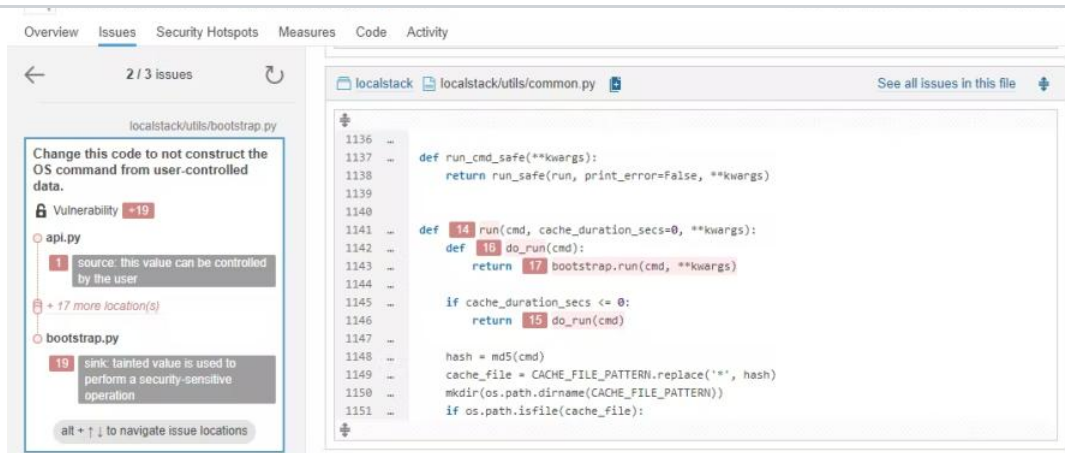 Overview Issues Security Hotspots Measures Code Activity
2 / 3 issues
localstack/utils/bootstrap.py
Change this code to not construct the
OS command from user-controlled
data.
Vulnerability +19
api.py
1 source: this value can be controlled
by the user
+ 17 more location(s)
bootstrap.py
19 sink: tainted value is used to
perform a security-sensitive
operation
alt + ↑ ↓ to navigate issue locations
localstack localstack/utils/common.py See all issues in this file
1136 ...
1137 ... def run_cmd_safe(**kwargs):
1138 return run_safe(run, print_error=False, **kwargs)
1139
1140
1141 ... def 14 run(cmd, cache_duration_secs=0, **kwargs):
1142 ... def 16 do_run(cmd):
1143 ... return 17 bootstrap.run(cmd, **kwargs)
1144 ...
1145 ... if cache_duration_secs <= 0:
1146 return 15 do_run(cmd)
1147 ...
1148 ... hash = md5(cmd)
1149 ... cache_file = CACHE_FILE_PATTERN.replace('*', hash)
1150 ... mkdir(os.path.dirname(CACHE_FILE_PATTERN))
1151 ... if os.path.isfile(cache_file):